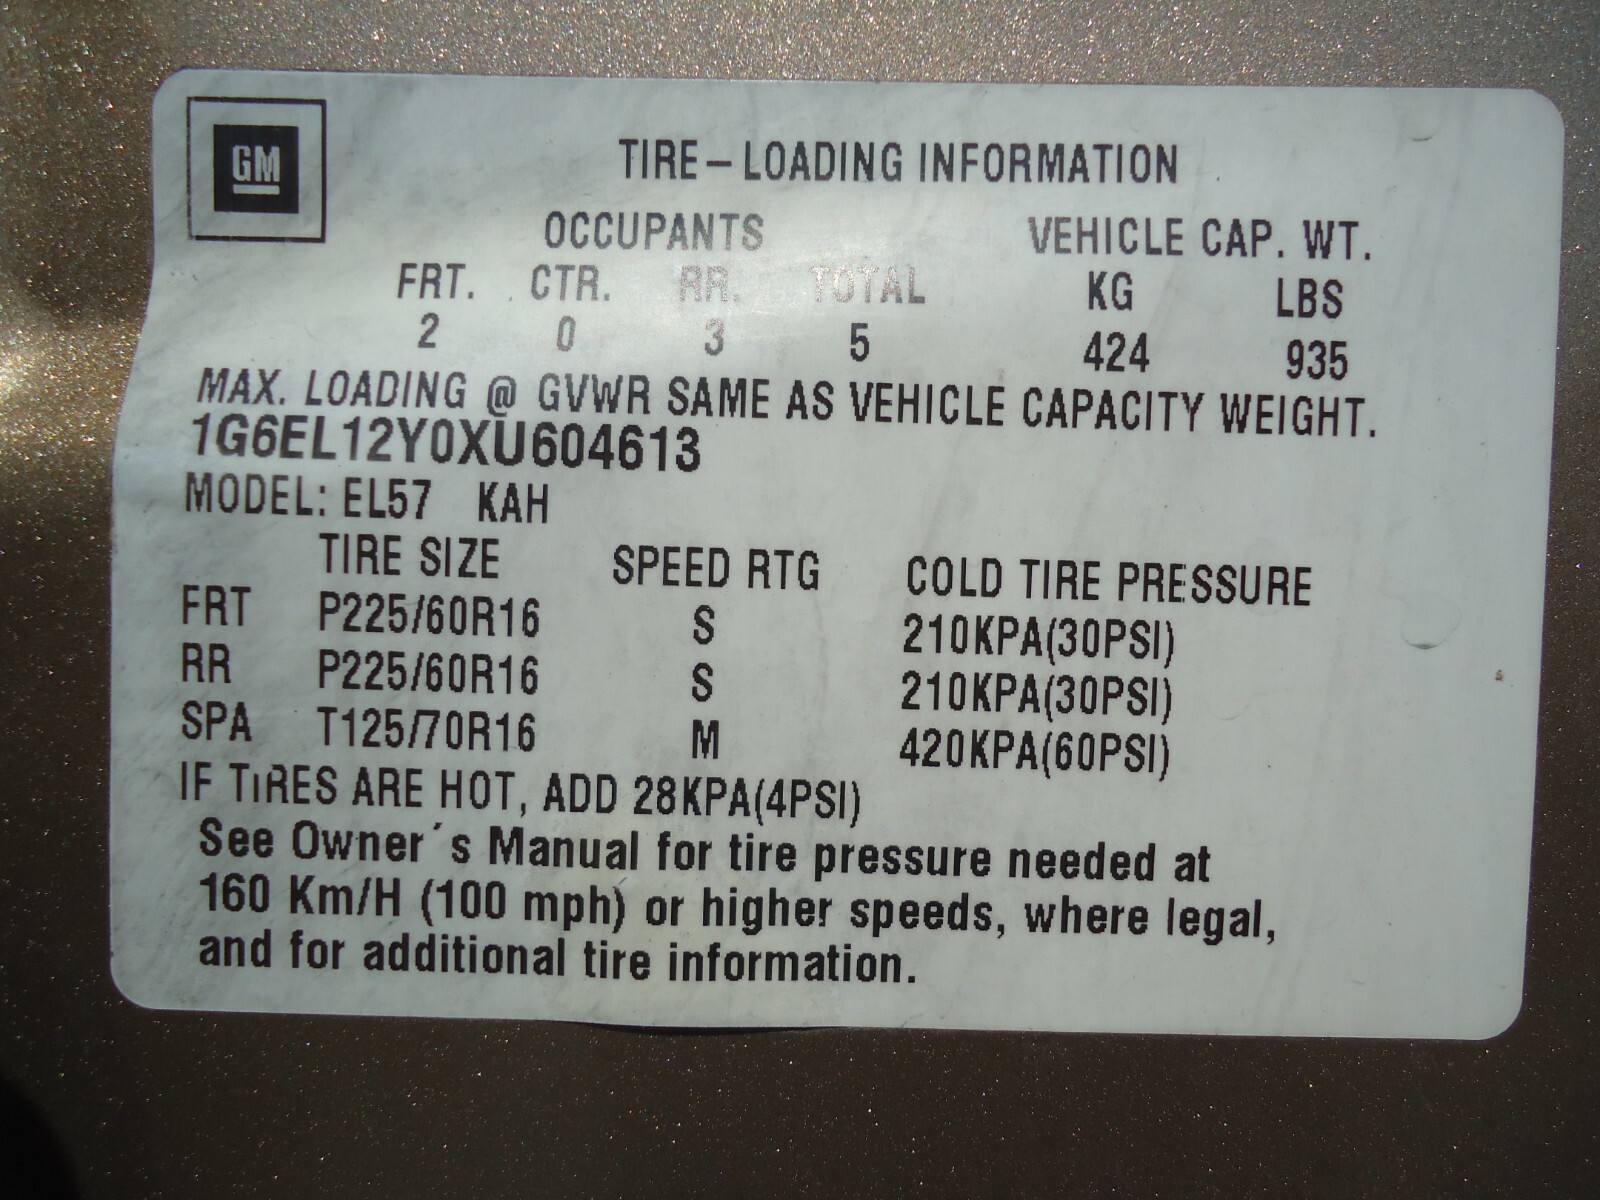 GM
TIRE–LOADING INFORMATION
OCCUPANTS VEHICLE CAP. WT.
FRT. CTR. RR. TOTAL KG LBS
2 0 3 5 424 935
MAX. LOADING @ GVWR SAME AS VEHICLE CAPACITY WEIGHT.
1G6EL12Y0XU604613
MODEL: EL57 KAH
TIRE SIZE SPEED RTG COLD TIRE PRESSURE
FRT P225/60R16 S 210KPA(30PSI)
RR P225/60R16 S 210KPA(30PSI)
SPA T125/70R16 M 420KPA(60PSI)
IF TIRES ARE HOT, ADD 28KPA(4PSI)
See Owner´s Manual for tire pressure needed at
160 Km/H (100 mph) or higher speeds, where legal,
and for additional tire information.